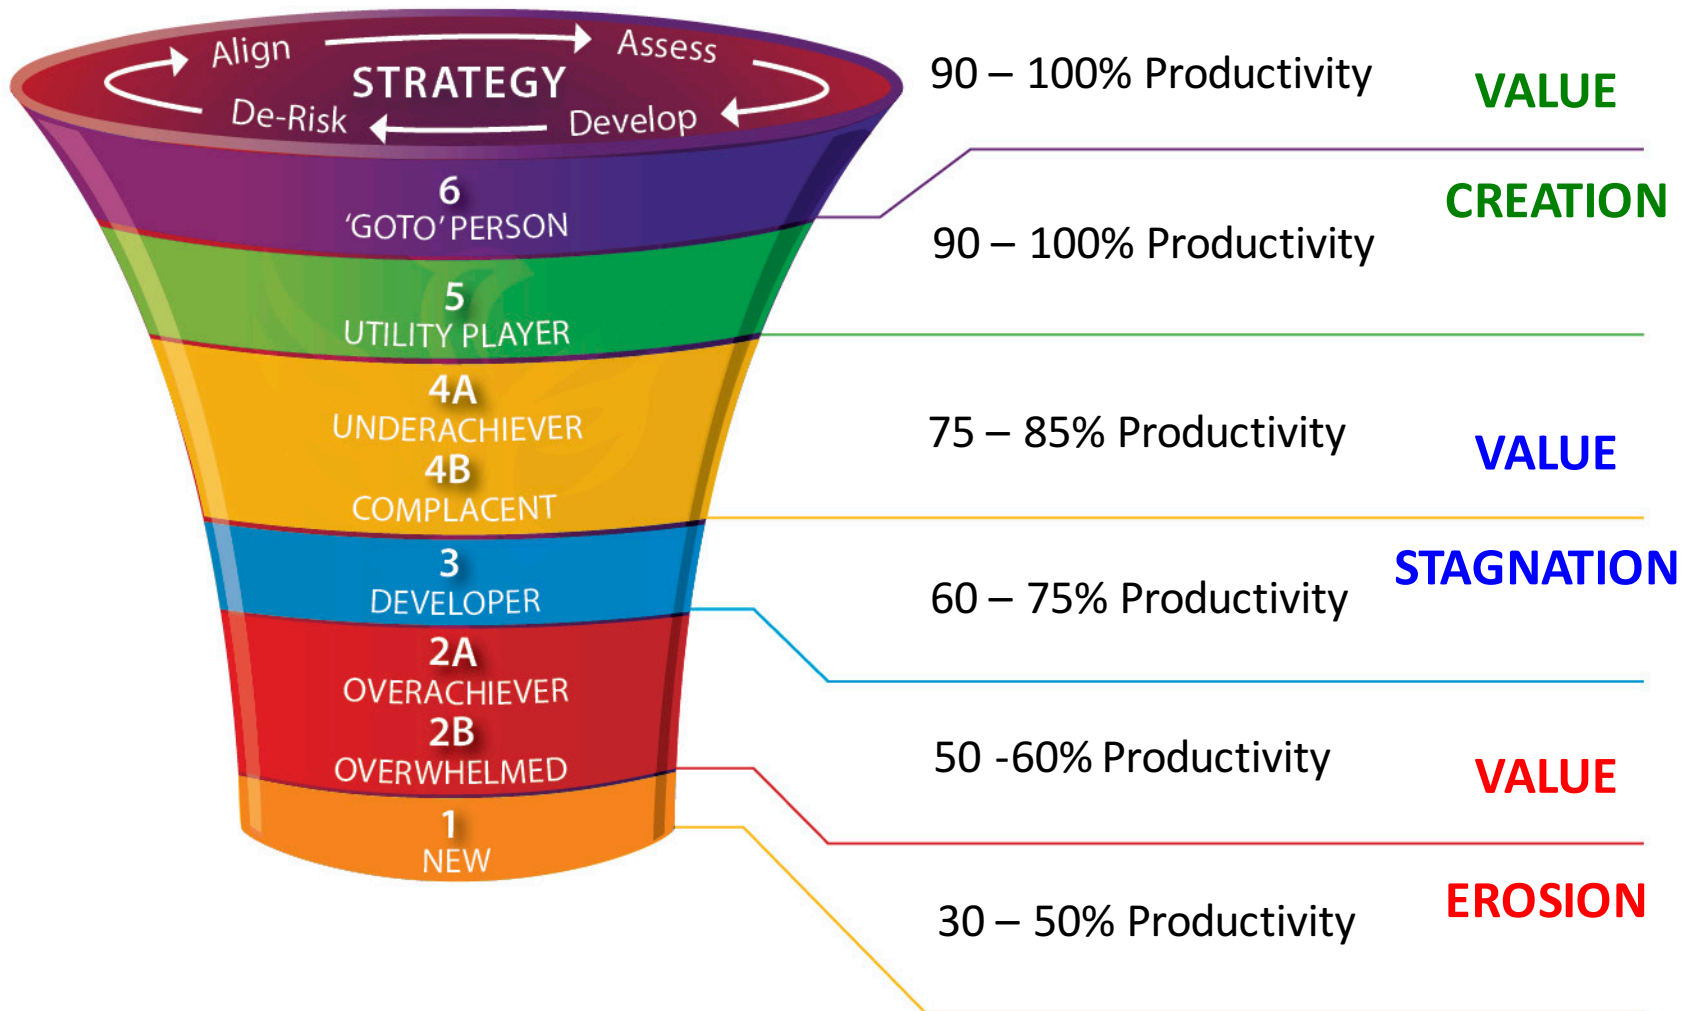 Align
Assess
STRATEGY
De-Risk
Develop
6
‘GOTO’ PERSON
5
UTILITY PLAYER
4A
UNDERACHIEVER
4B
COMPLACENT
3
DEVELOPER
2A
OVERACHIEVER
2B
OVERWHELMED
1
NEW
90 – 100% Productivity
90 – 100% Productivity
75 – 85% Productivity
60 – 75% Productivity
50 -60% Productivity
30 – 50% Productivity
VALUE
CREATION
VALUE
STAGNATION
VALUE
EROSION